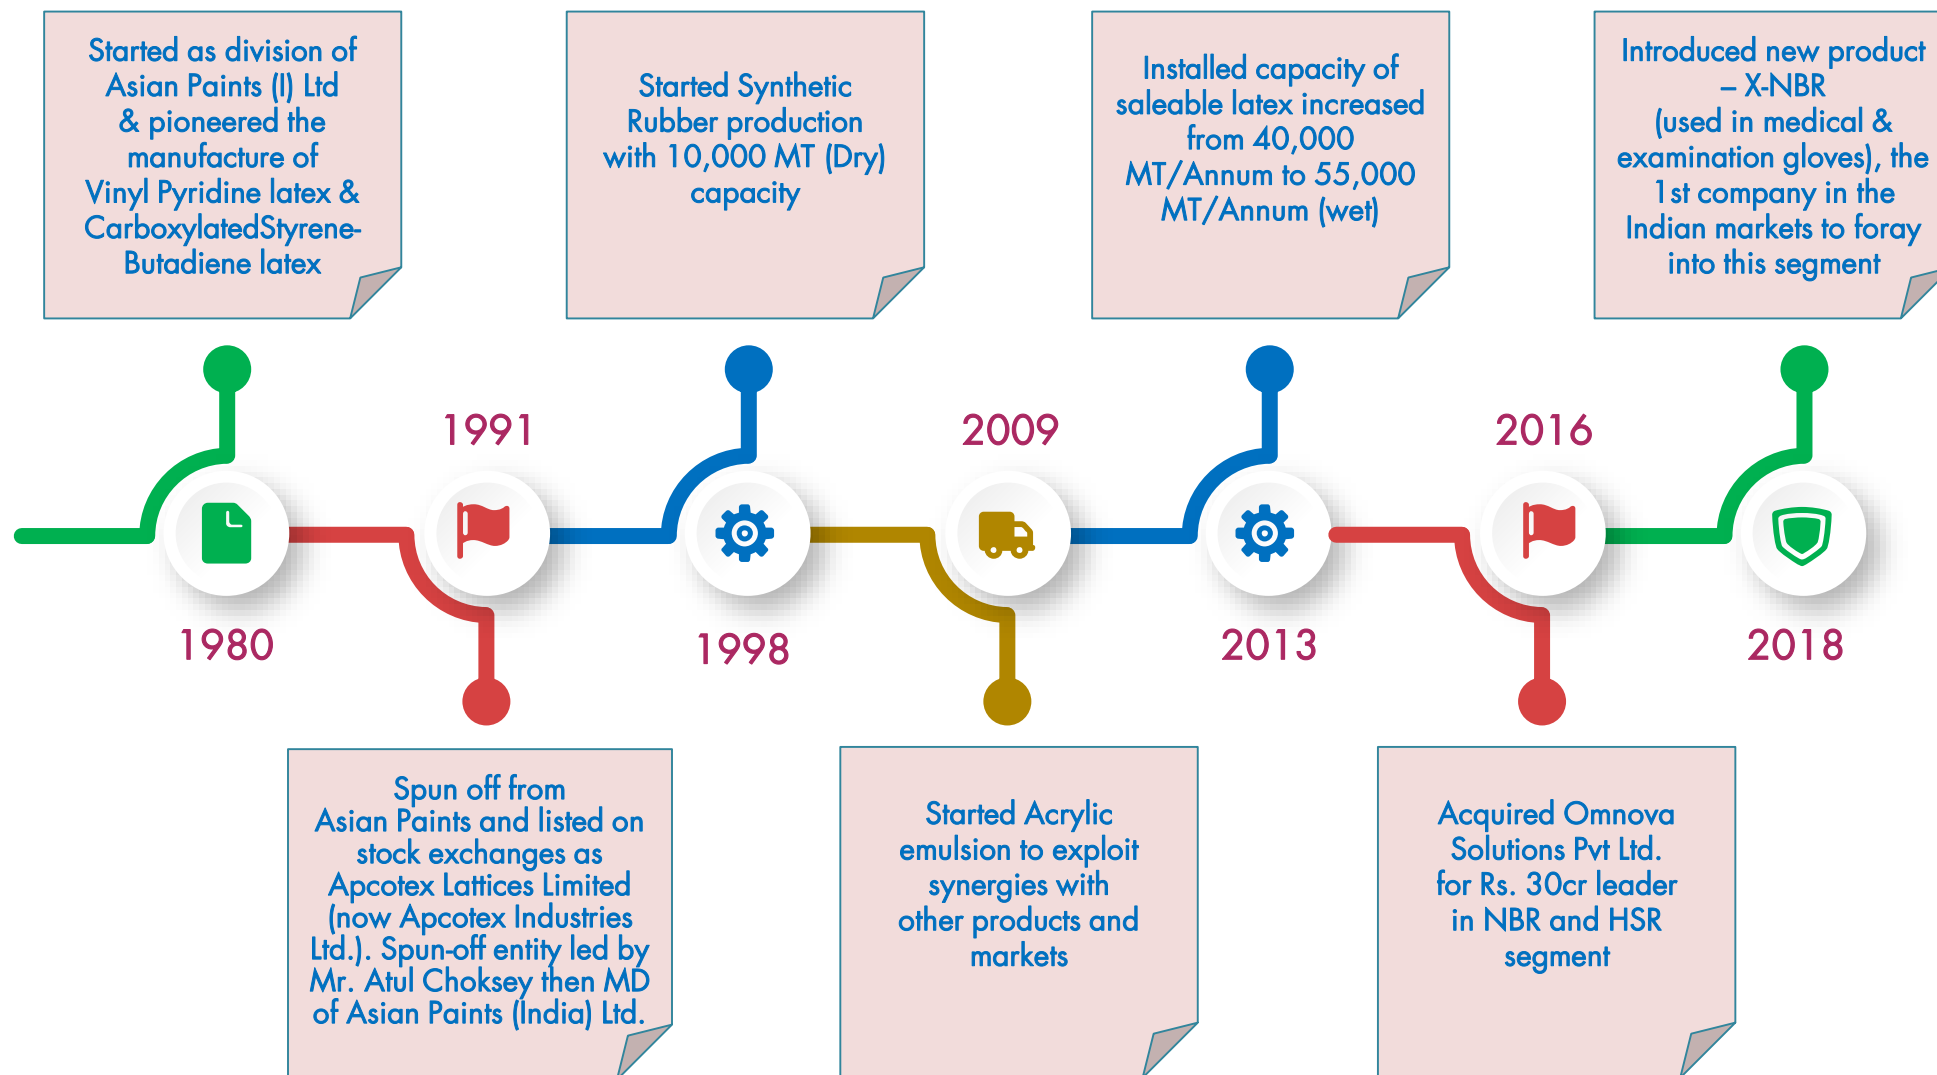 Started as division of
Asian Paints (I) Ltd
& pioneered the
manufacture of
Vinyl Pyridine latex &
CarboxylatedStyrene-
Butadiene latex
Started Synthetic
Rubber production
with 10,000 MT (Dry)
capacity
Installed capacity of
saleable latex increased
from 40,000
MT/Annum to 55,000
MT/Annum (wet)
Introduced new product
– X-NBR
(used in medical &
examination gloves), the
1st company in the
Indian markets to foray
into this segment
1991
2009
2016
1980
1998
2013
2018
Spun off from
Asian Paints and listed on
stock exchanges as
Apcotex Lattices Limited
(now Apcotex Industries
Ltd.). Spun-off entity led by
Mr. Atul Choksey then MD
of Asian Paints (India) Ltd.
Started Acrylic
emulsion to exploit
synergies with
other products and
markets
Acquired Omnova
Solutions Pvt Ltd.
for Rs. 30cr leader
in NBR and HSR
segment